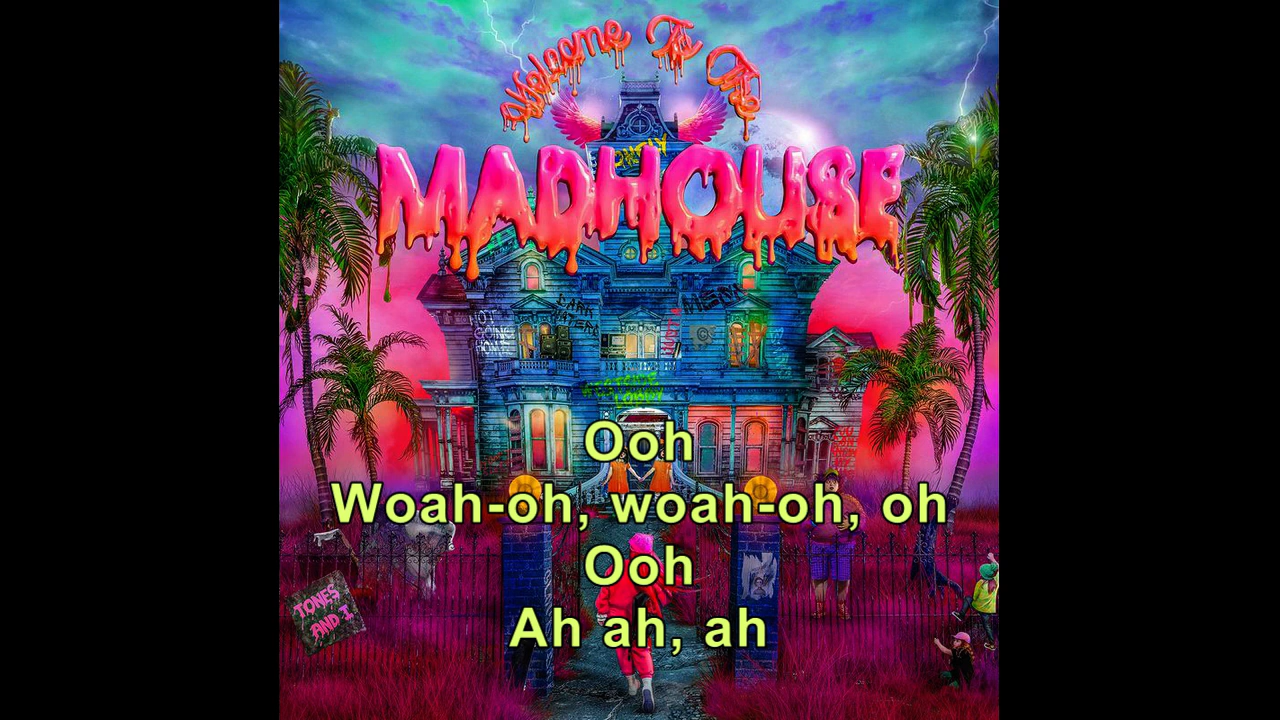 Welcome To The
MADHOUSE
Ooh
Woah-oh, woah-oh, oh
Ooh
Ah ah, ah
TONES
AND I